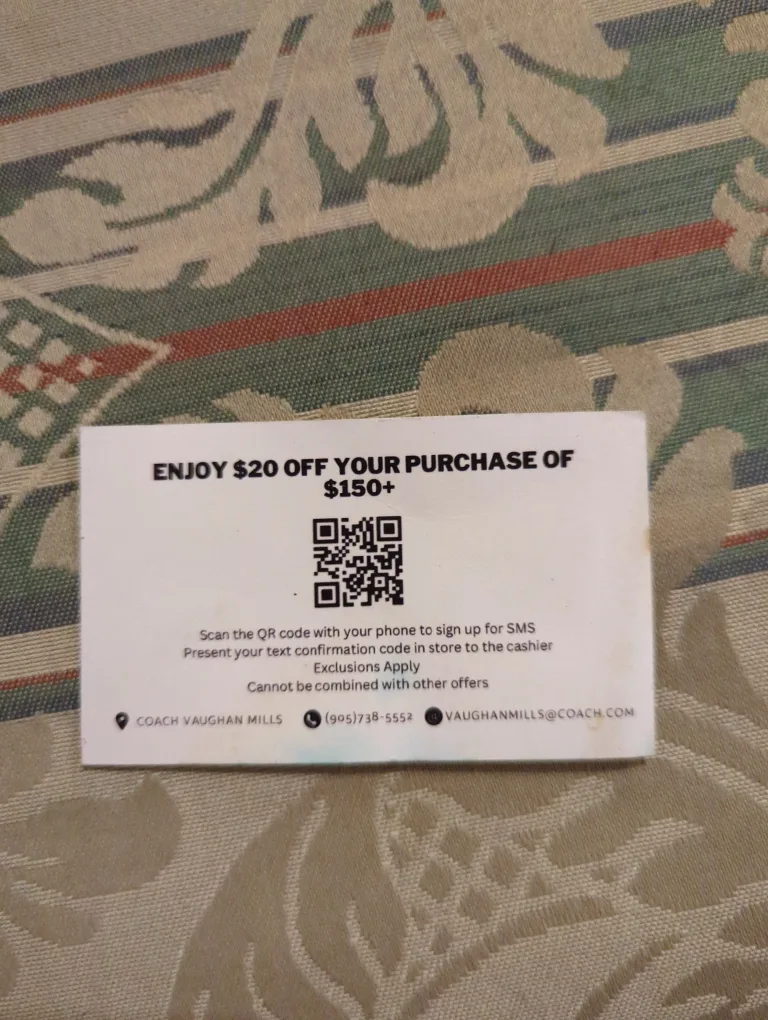 ENJOY $20 OFF YOUR PURCHASE OF
$150+
Scan the QR code with your phone to sign up for SMS
Present your text confirmation code in store to the cashier
Exclusions Apply
Cannot be combined with other offers
COACH VAUGHAN MILLS (905)738-5552 VAUGHANMILLS@COACH.COM